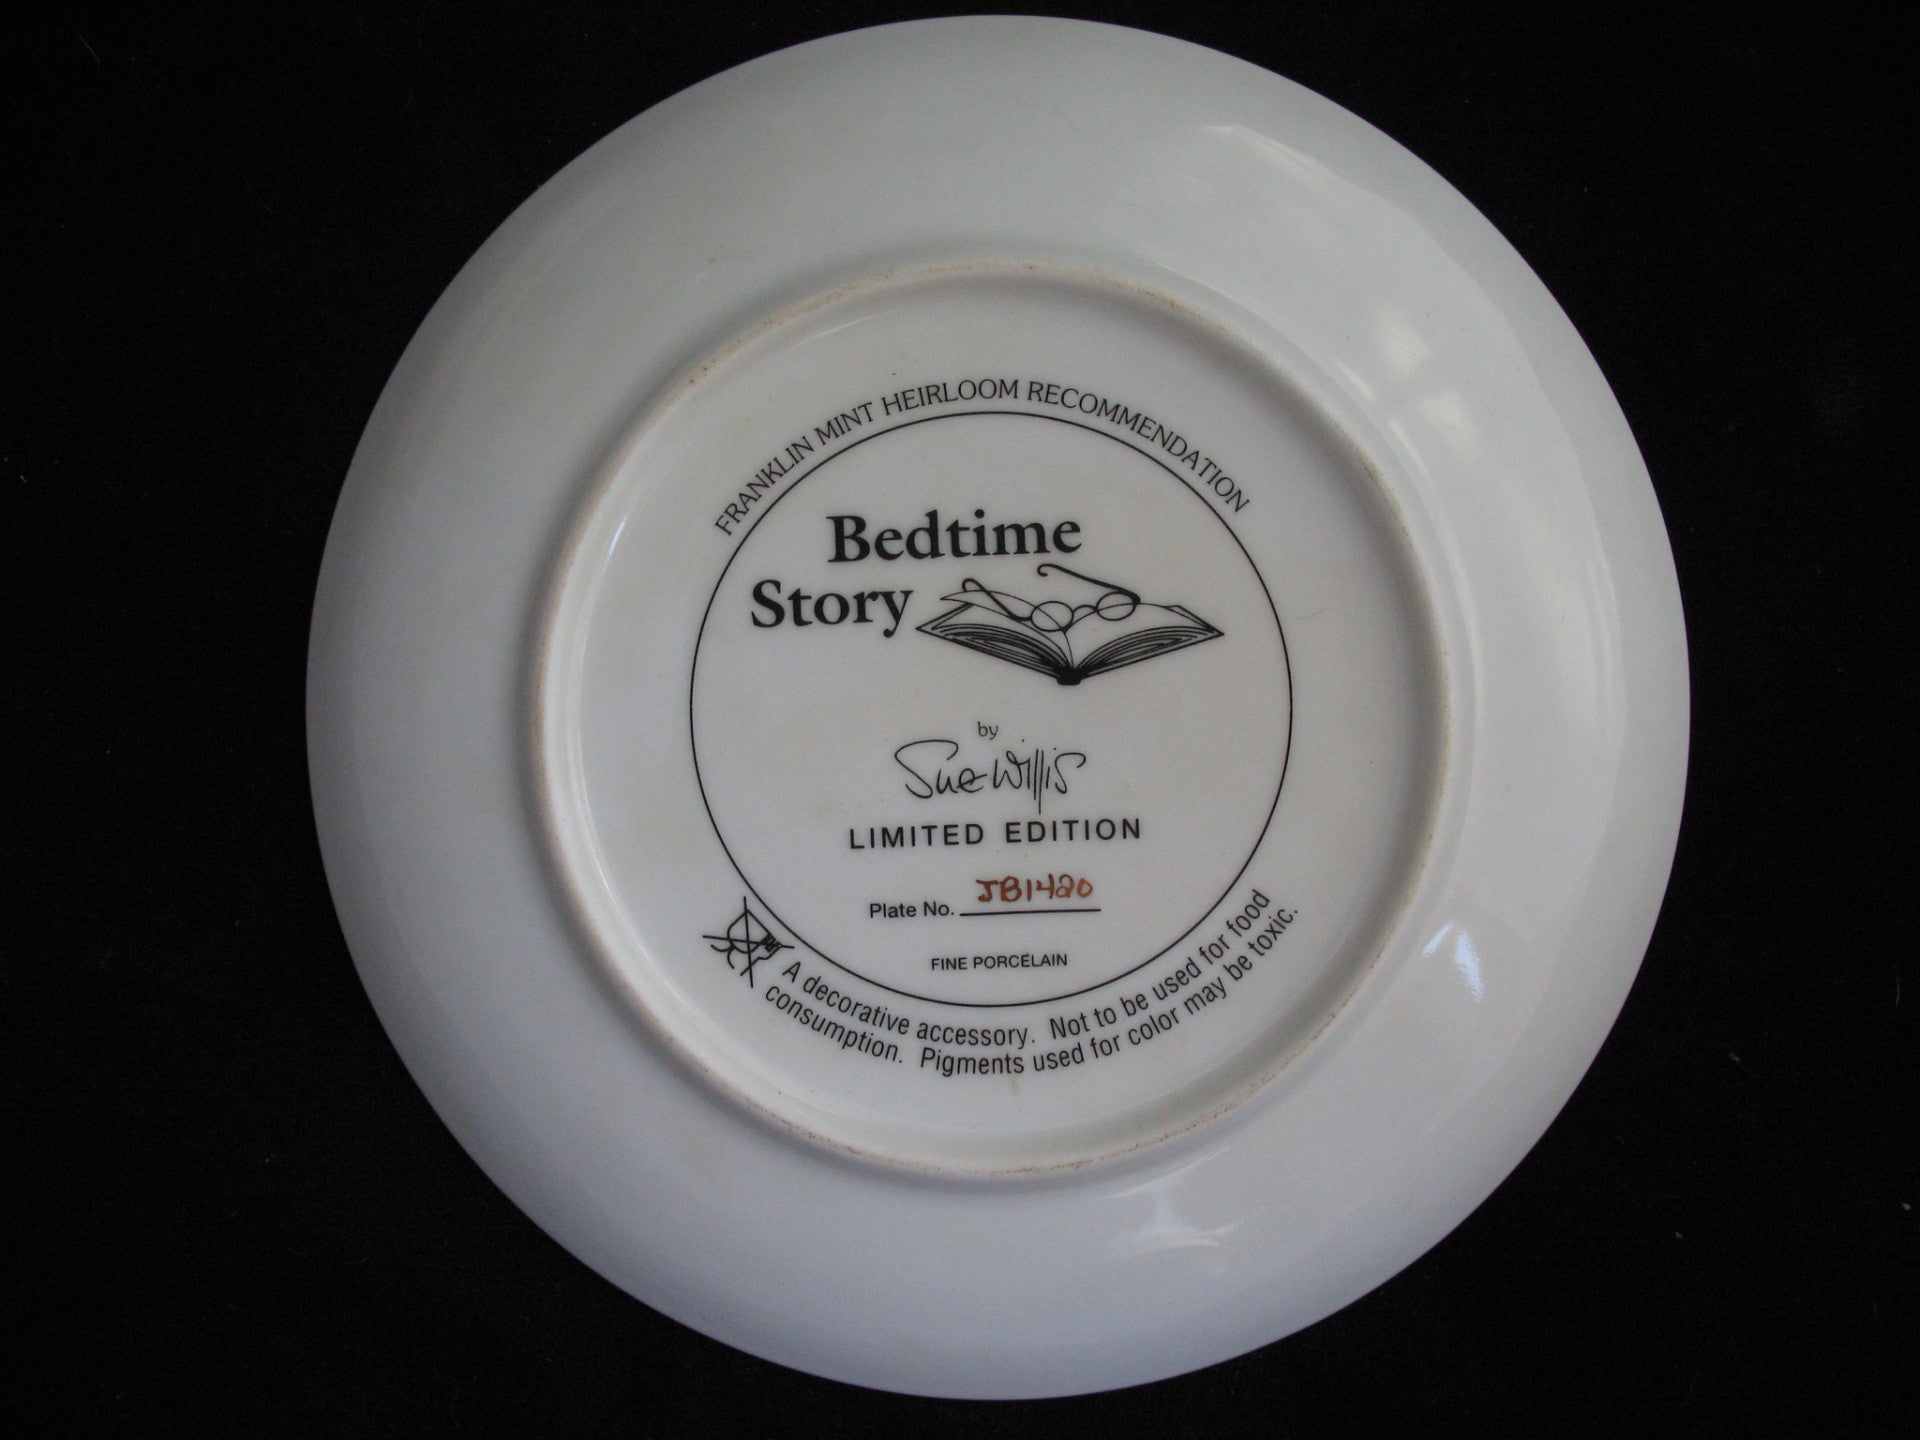 FRANKLIN MINT HEIRLOOM RECOMMENDATION
Bedtime
Story
by
Sue Willis
LIMITED EDITION
Plate No. JB1420
FINE PORCELAIN
A decorative accessory. Not to be used for food
consumption. Pigments used for color may be toxic.